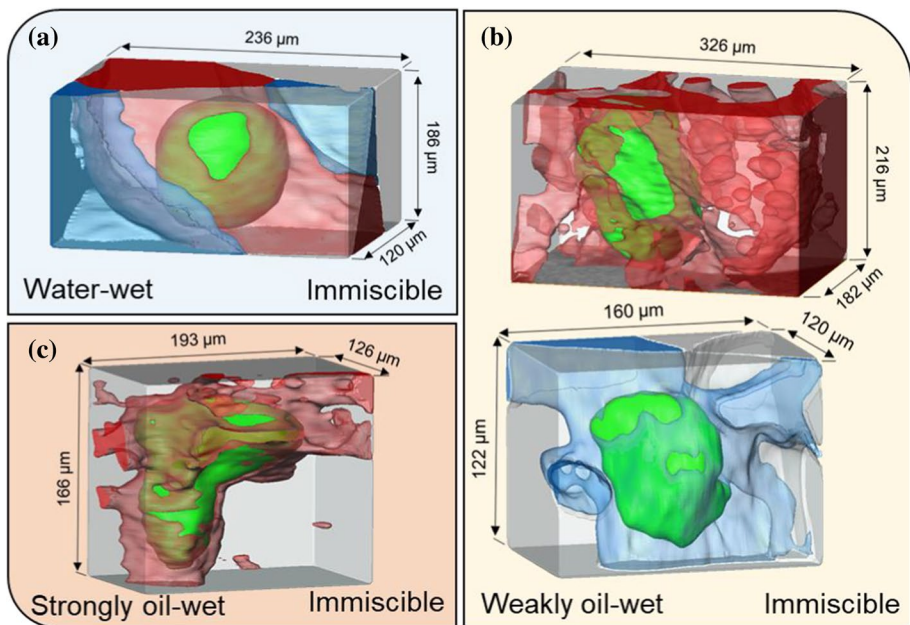 (a)
236 µm
186 µm
120 µm
Water-wet Immiscible
(b)
326 µm
216 µm
182 µm
160 µm
120 µm
122 µm
Weakly oil-wet Immiscible
(c)
193 µm
126 µm
166 µm
Strongly oil-wet Immiscible